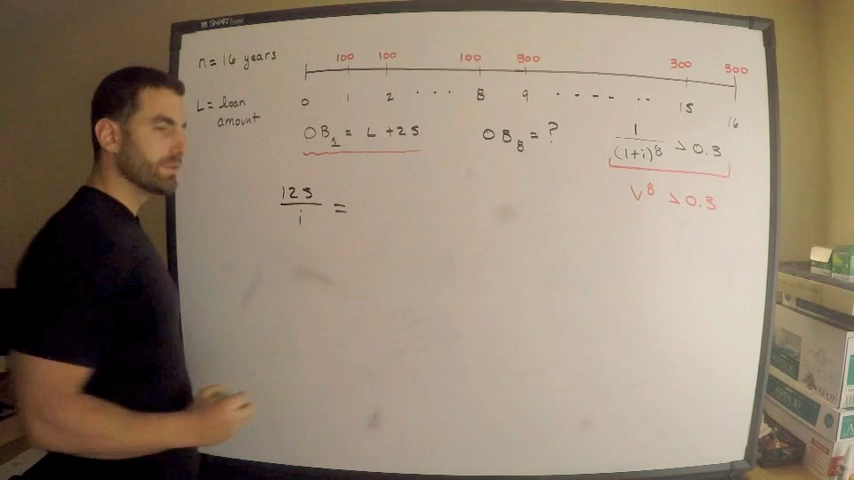 SMART
n = 16 years
100 100 100 300 300 300
0 1 2 . . . 8 9 . - - - . . 15 16
L = loan amount
OB₁ = L + 25
OB₈ = ?
1/(1+i)⁸ > 0.3
V⁸ > 0.3
125/i =